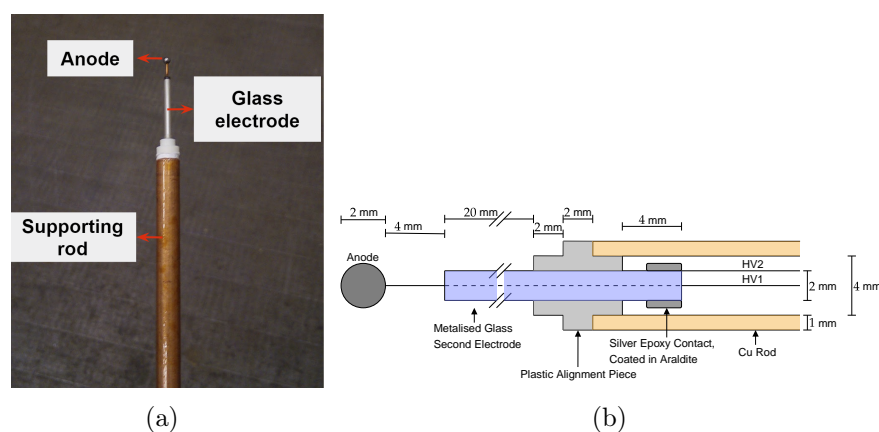 Anode
Glass
electrode
Supporting
rod
(a)
2 mm
4 mm
20 mm
2 mm
2 mm
4 mm
Anode
HV2
HV1
2 mm
4 mm
1 mm
Metalised Glass
Second Electrode
Silver Epoxy Contact,
Coated in Araldite
Cu Rod
Plastic Alignment Piece
(b)